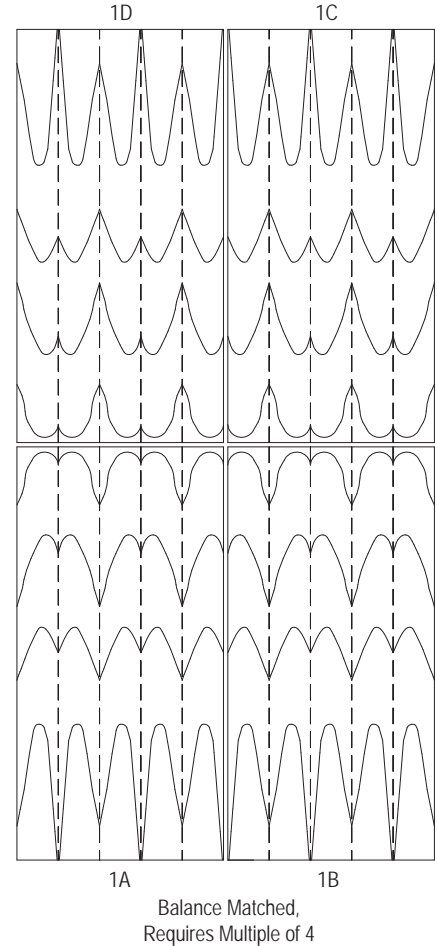 1D 1C
1A 1B
Balance Matched,
Requires Multiple of 4